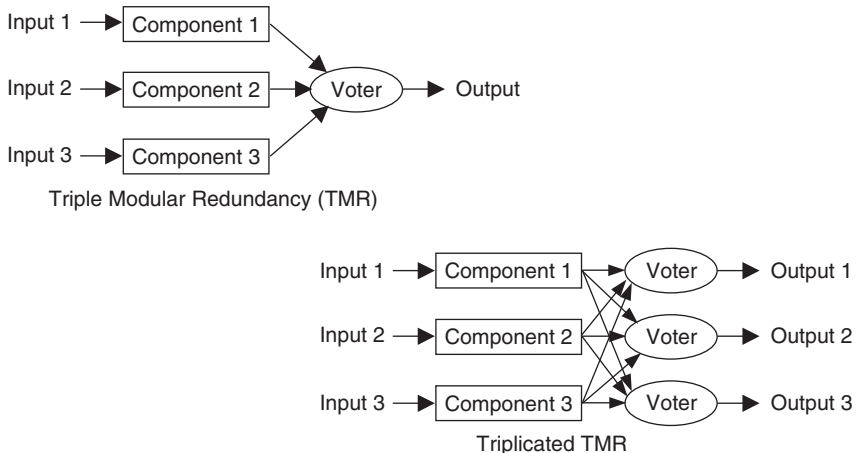 Input 1 Component 1
Input 2 Component 2 Voter Output
Input 3 Component 3
Triple Modular Redundancy (TMR)
Input 1 Component 1 Voter Output 1
Input 2 Component 2 Voter Output 2
Input 3 Component 3 Voter Output 3
Triplicated TMR